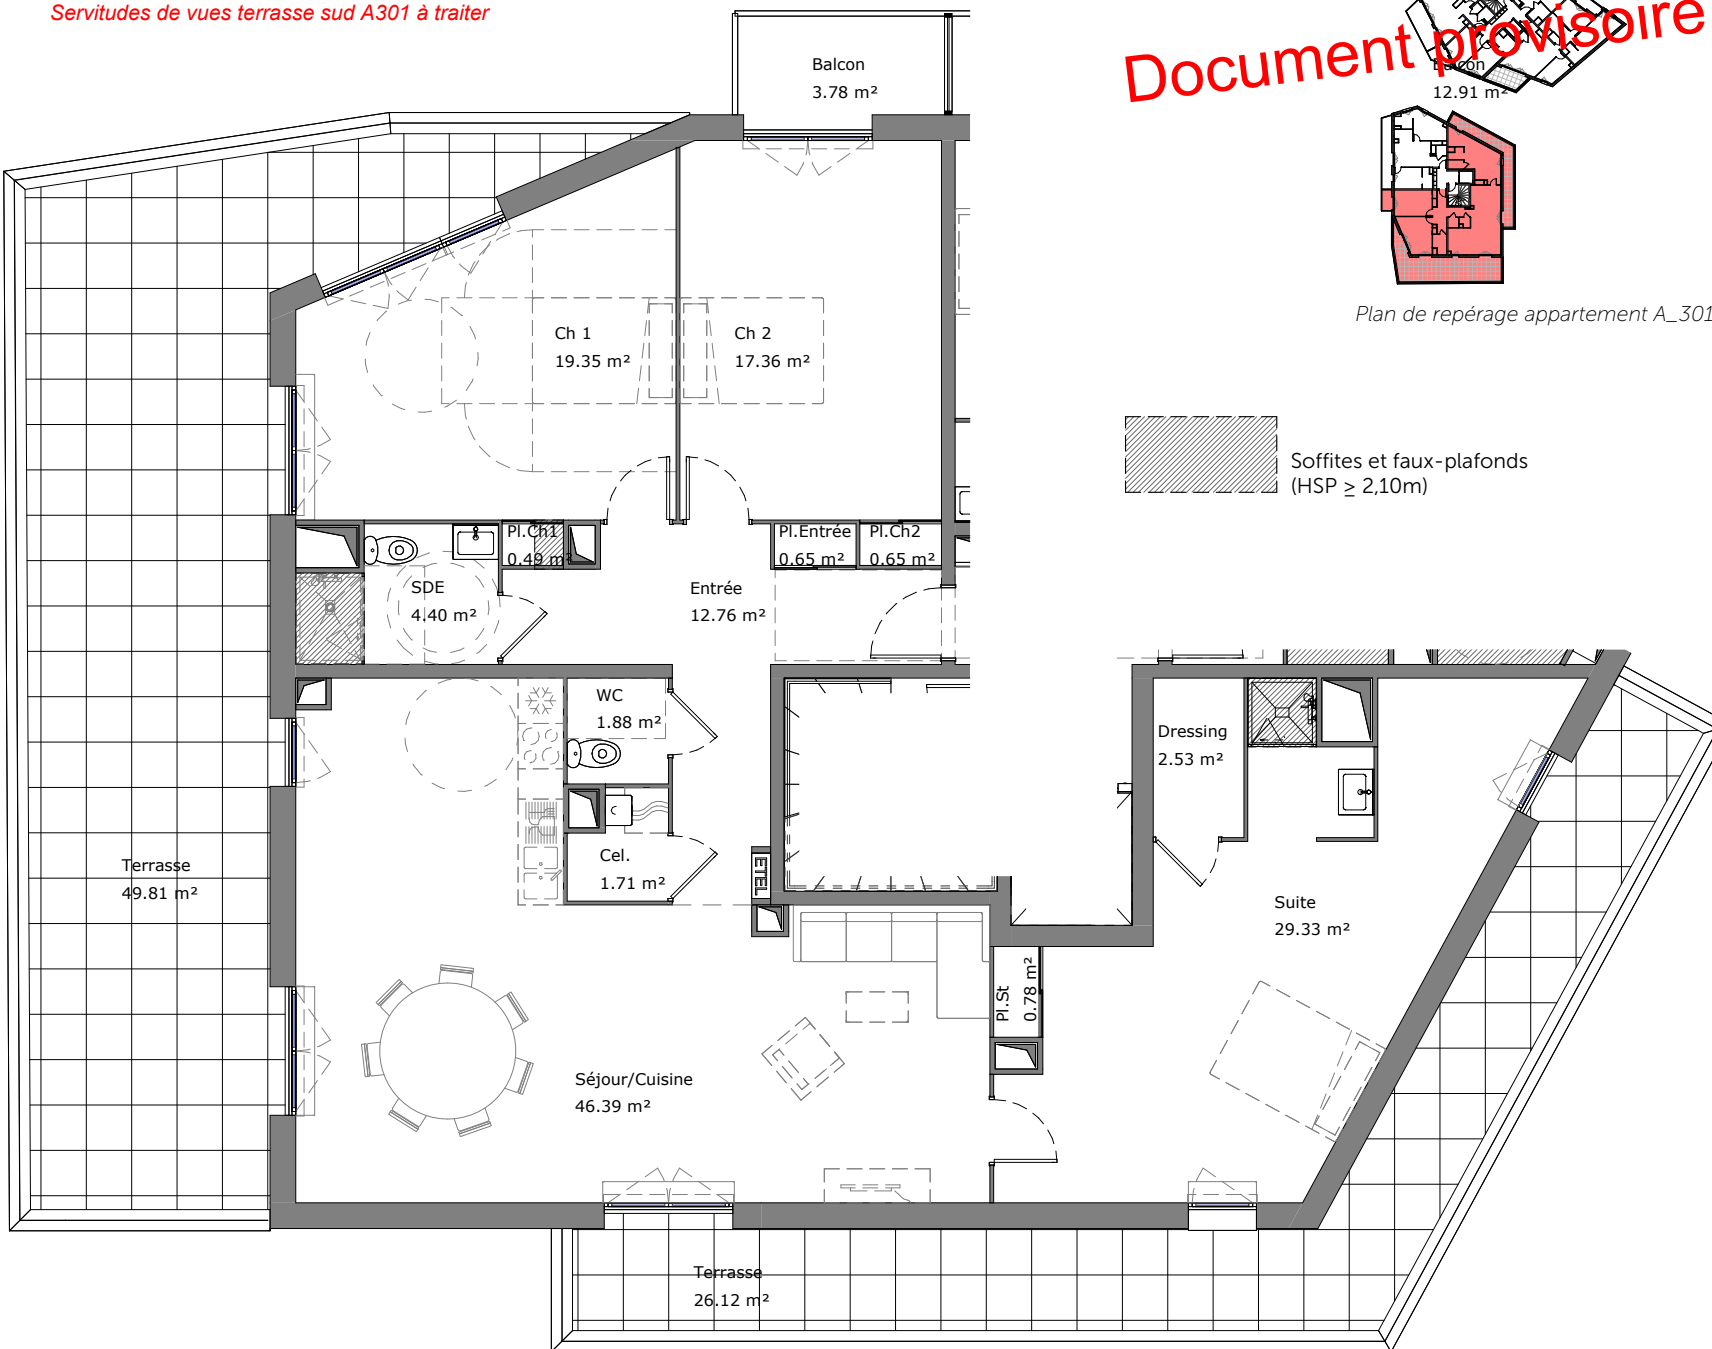 Servitudes de vues terrasse sud A301 à traiter
Document provisoire
Balcon
3.78 m²
Balcon
12.91 m²
Plan de repérage appartement A_301
Ch 1
19.35 m²
Ch 2
17.36 m²
Soffites et faux-plafonds
(HSP ≥ 2,10m)
Pl.Ch1
0.49 m²
Pl.Entrée
0.65 m²
Pl.Ch2
0.65 m²
SDE
4.40 m²
Entrée
12.76 m²
WC
1.88 m²
Dressing
2.53 m²
Cel.
1.71 m²
ETEL
Terrasse
49.81 m²
Suite
29.33 m²
Pl.St
0.78 m²
Séjour/Cuisine
46.39 m²
Terrasse
26.12 m²